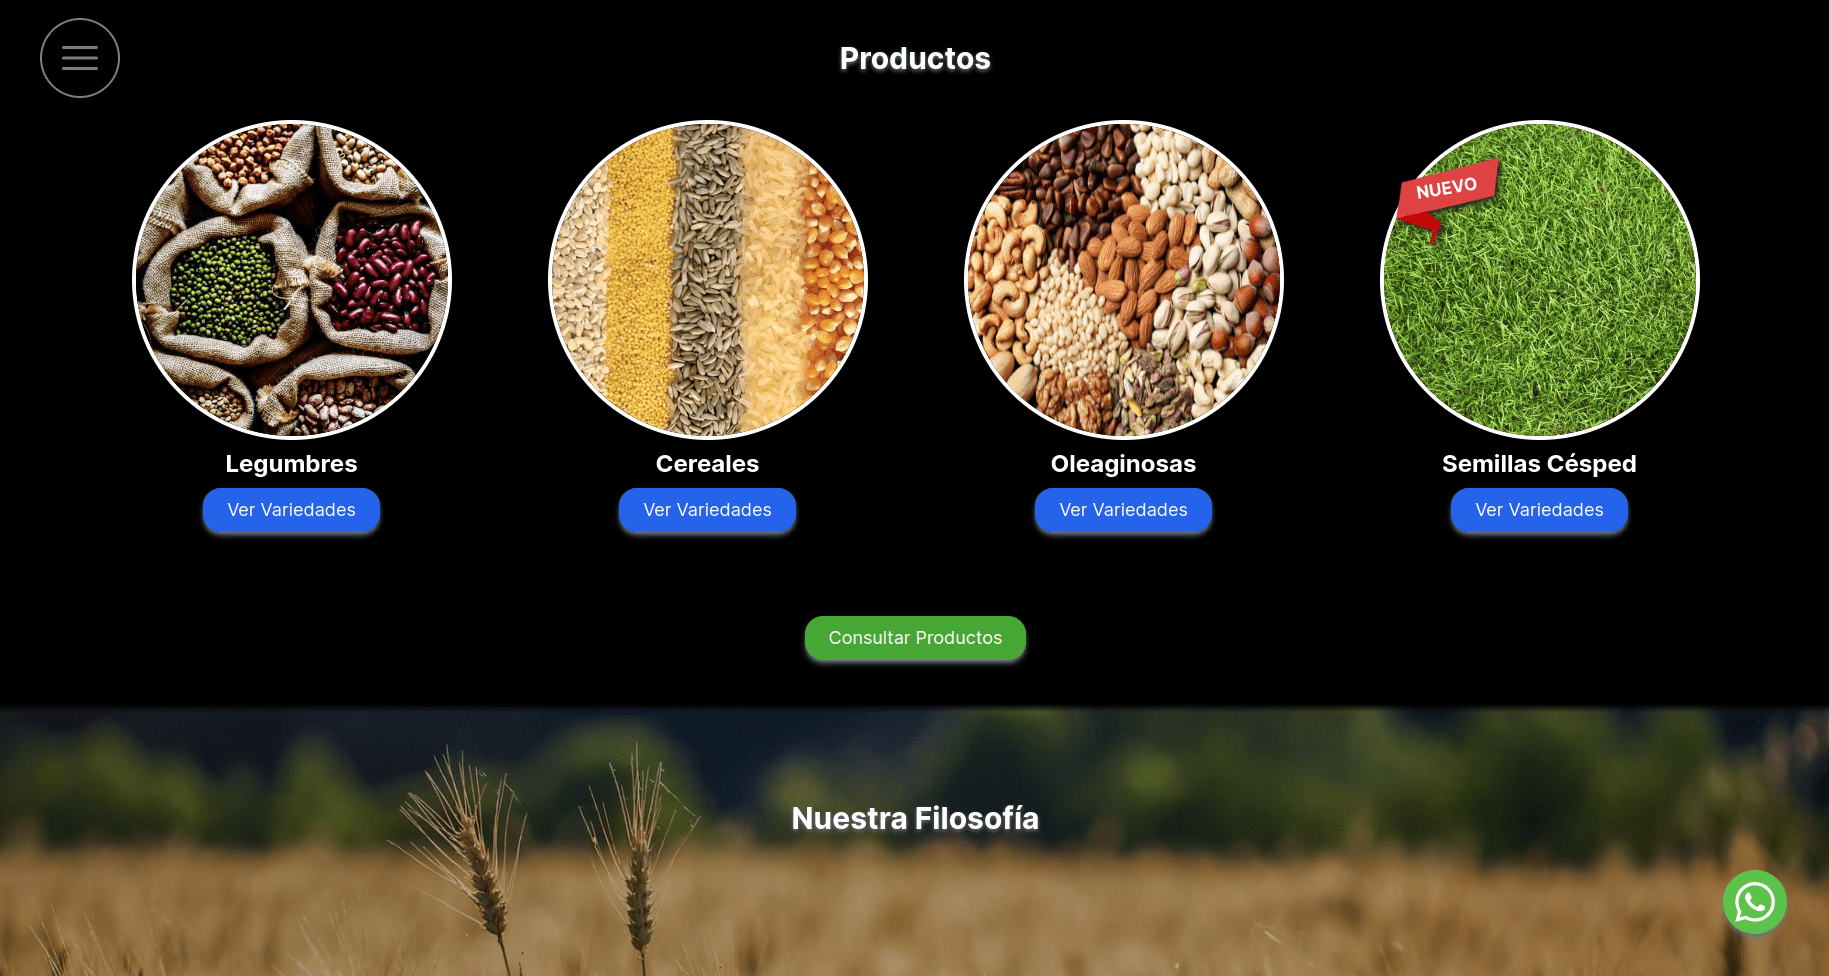 Productos
NUEVO
Legumbres
Cereales
Oleaginosas
Semillas Césped
Ver Variedades
Ver Variedades
Ver Variedades
Ver Variedades
Consultar Productos
Nuestra Filosofía